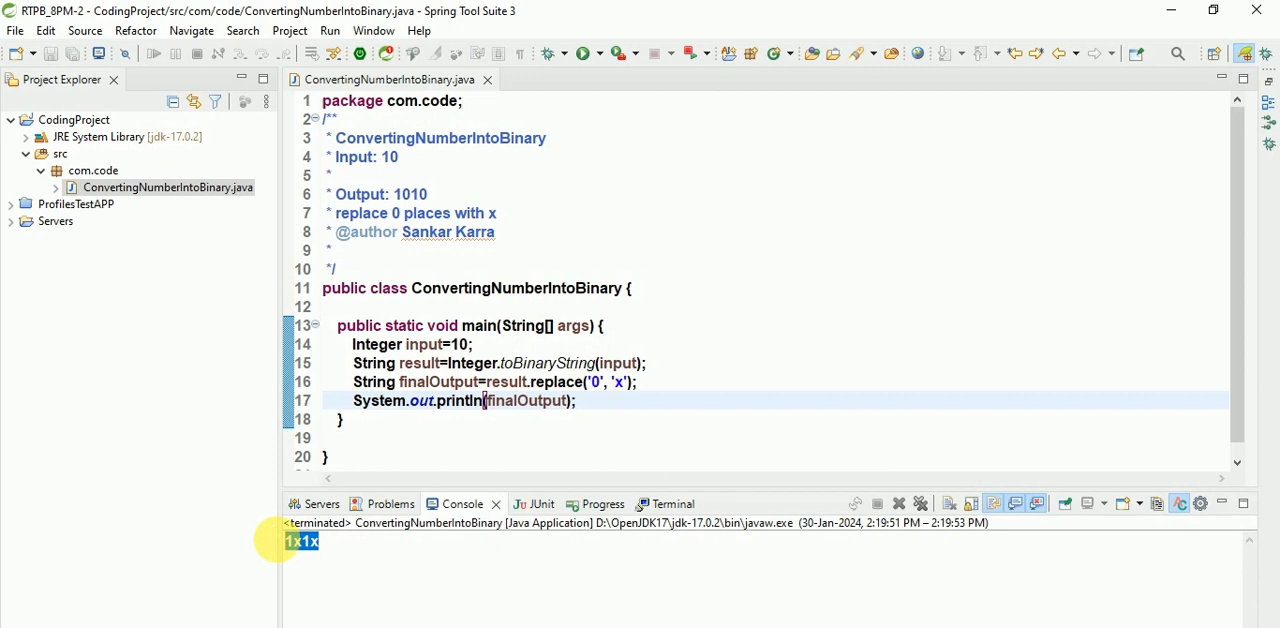 RTPB_8PM-2 - CodingProject/src/com/code/ConvertingNumberIntoBinary.java - Spring Tool Suite 3
File Edit Source Refactor Navigate Search Project Run Window Help
Project Explorer
ConvertingNumberIntoBinary.java
CodingProject
JRE System Library [jdk-17.0.2]
src
com.code
ConvertingNumberIntoBinary.java
ProfilesTestAPP
Servers
1 package com.code;
2 /**
3 * ConvertingNumberIntoBinary
4 * Input: 10
5 *
6 * Output: 1010
7 * replace 0 places with x
8 * @author Sankar Karra
9 *
10 */
11 public class ConvertingNumberIntoBinary {
12
13 public static void main(String[] args) {
14 Integer input=10;
15 String result=Integer.toBinaryString(input);
16 String finalOutput=result.replace('0', 'x');
17 System.out.println(finalOutput);
18 }
19
20 }
Servers Problems Console JUnit Progress Terminal
<terminated> ConvertingNumberIntoBinary [Java Application] D:\OpenJDK17\jdk-17.0.2\bin\javaw.exe (30-Jan-2024, 2:19:51 PM – 2:19:53 PM)
1x1x